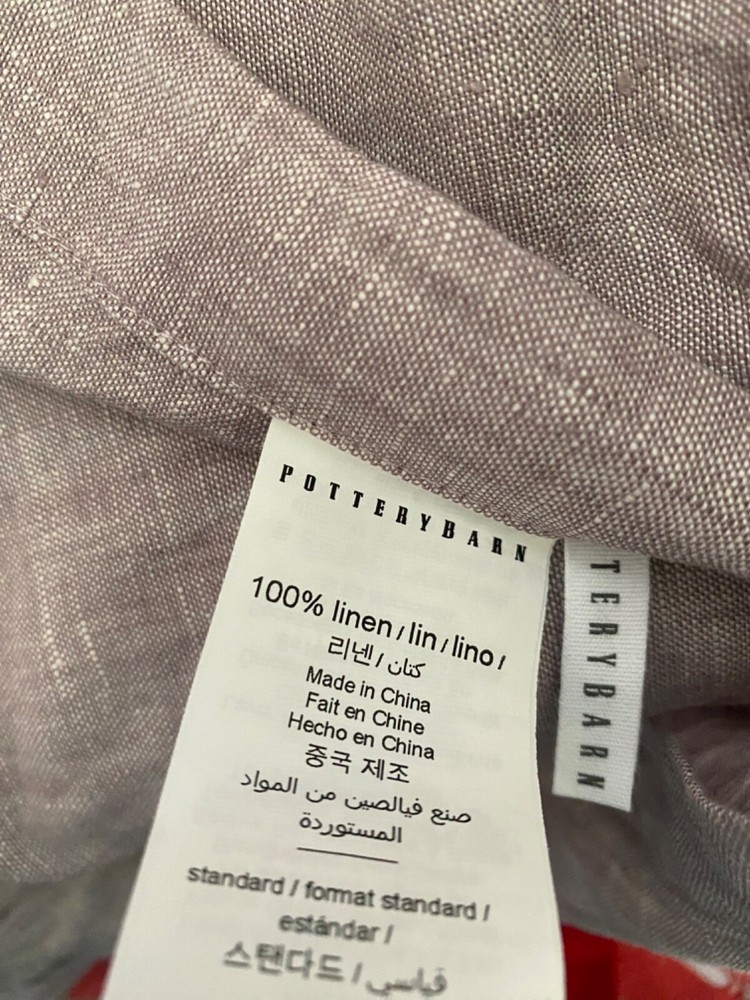 POTTERYBARN
100% linen / lin / lino /
리넨 / كتان
Made in China
Fait en Chine
Hecho en China
중국 제조
صنع فيالصين من المواد
المستوردة
standard / format standard /
estándar /
스탠다드 / قياسي
TERYBARN